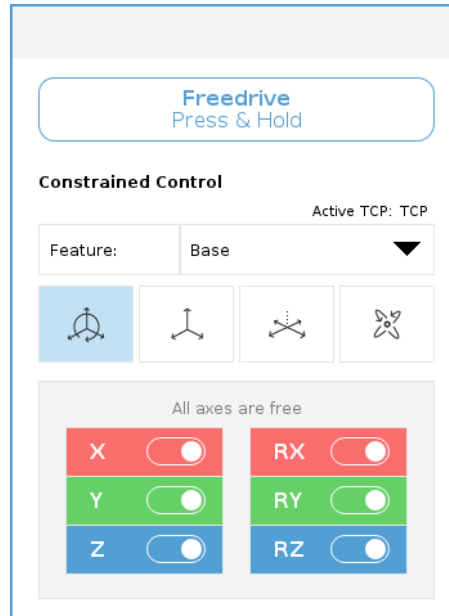 Freedrive
Press & Hold
Constrained Control
Active TCP: TCP
Feature: Base
All axes are free
X RX
Y RY
Z RZ